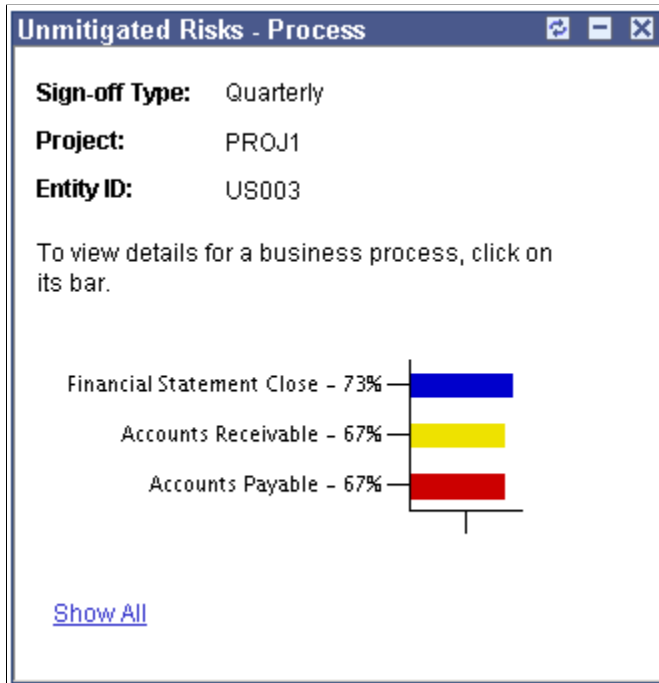 Unmitigated Risks - Process
Sign-off Type: Quarterly
Project: PROJ1
Entity ID: US003
To view details for a business process, click on
its bar.
Financial Statement Close - 73%
Accounts Receivable - 67%
Accounts Payable - 67%
Show All